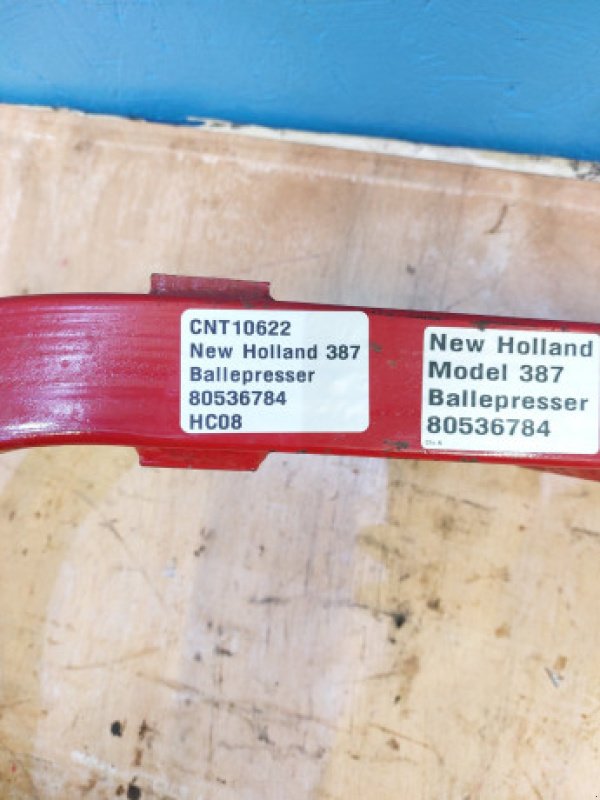 CNT10622
New Holland 387
Ballepresser
80536784
HC08
New Holland
Model 387
Ballepresser
80536784